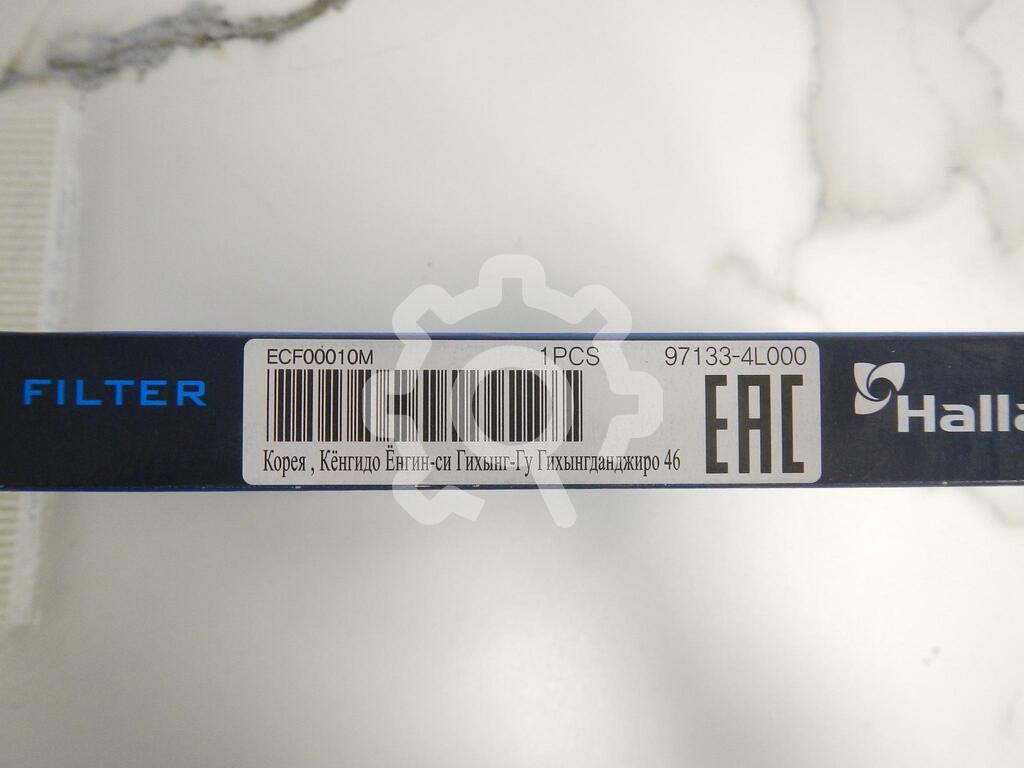 FILTER
ECF00010M 1PCS 97133-4L000
Корея , Кёнгидо Ёнгин-си Гихынг-Гу Гихынгданджиро 46
EAC
Halla